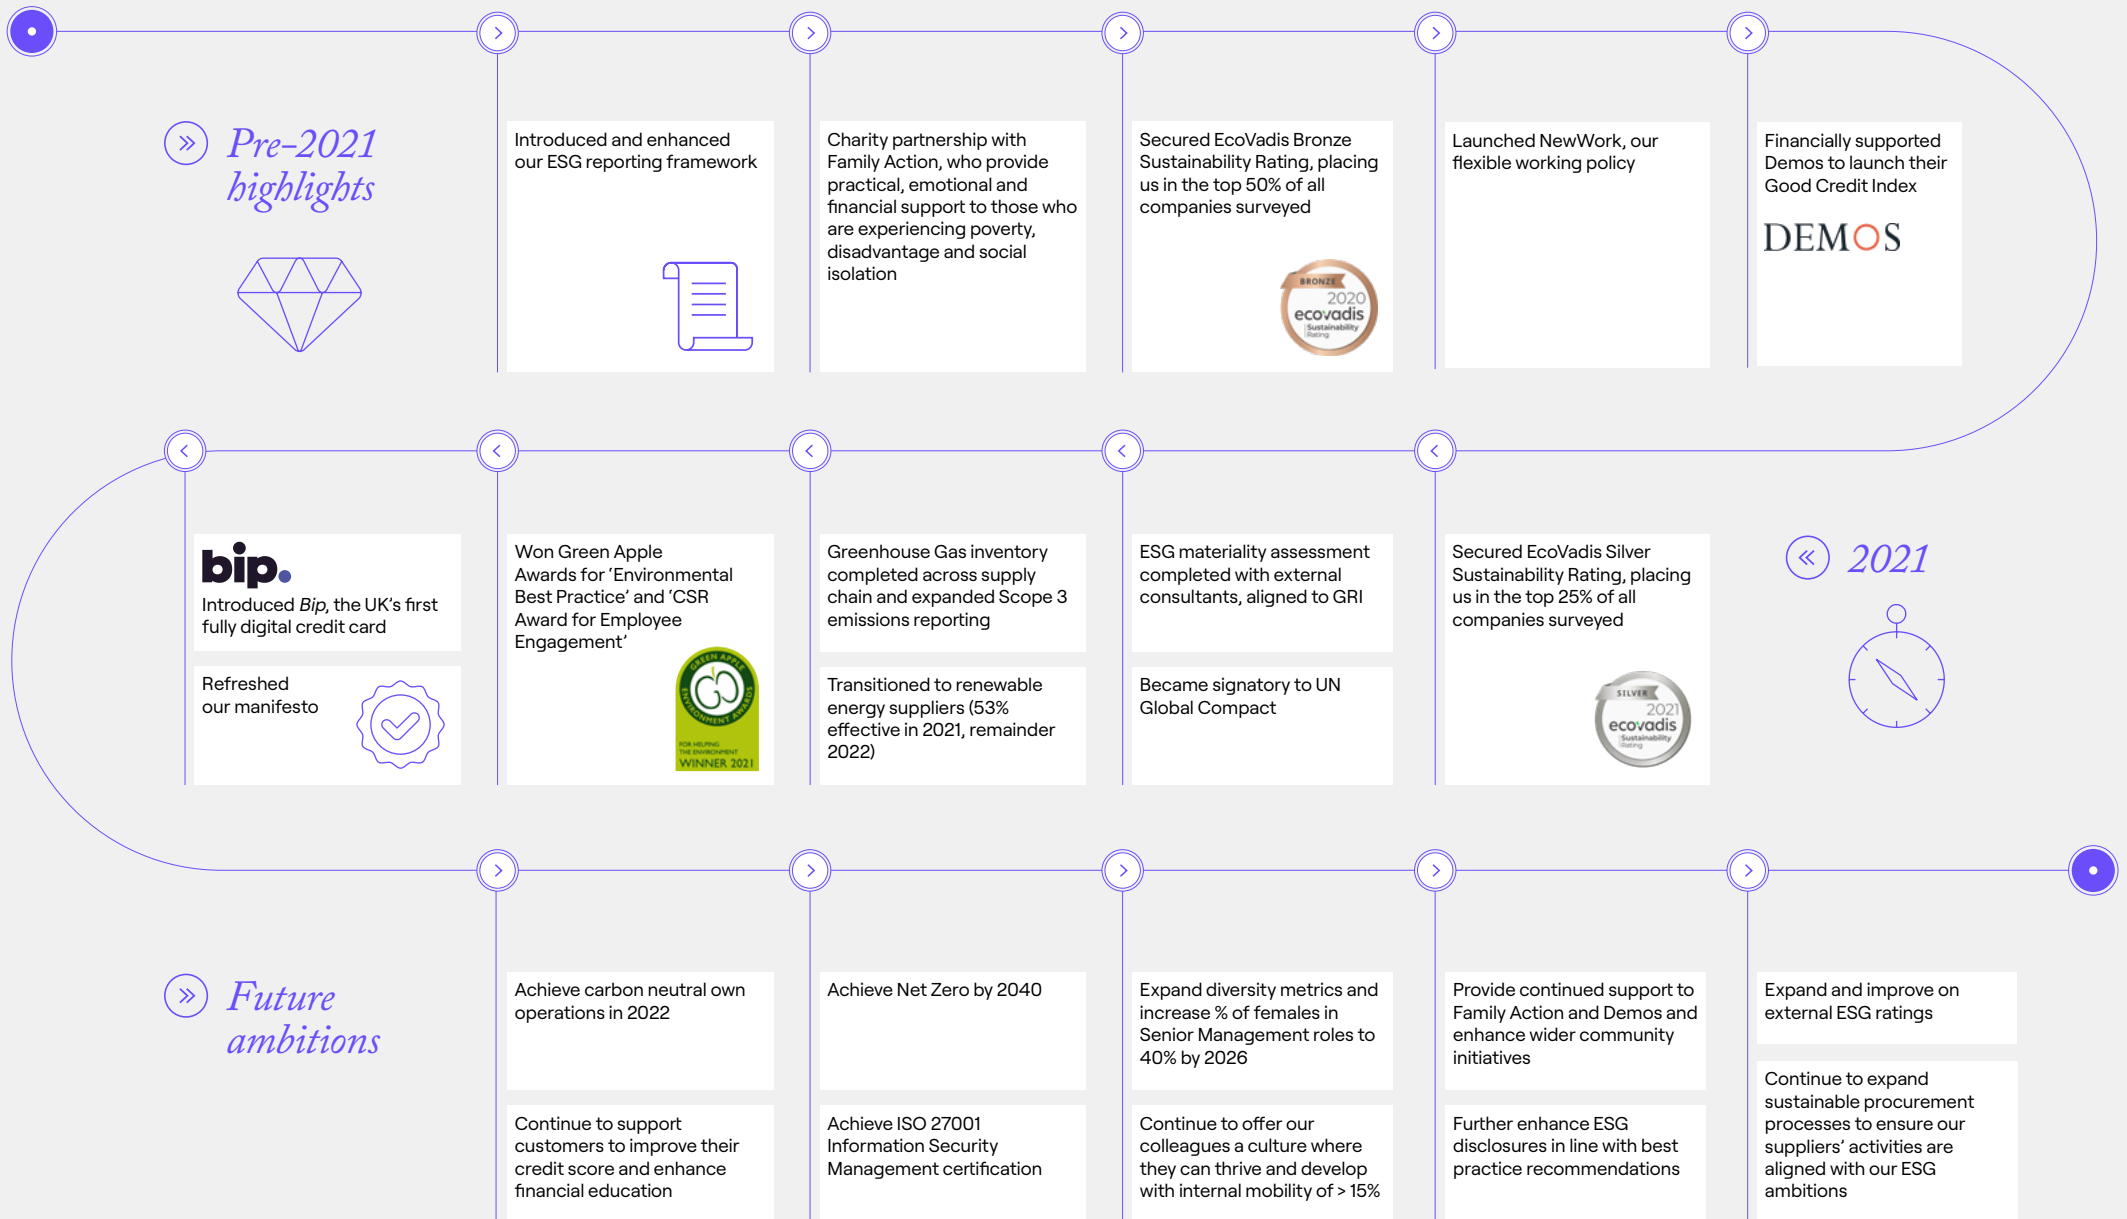 Pre-2021
highlights
Introduced and enhanced
our ESG reporting framework
Charity partnership with
Family Action, who provide
practical, emotional and
financial support to those who
are experiencing poverty,
disadvantage and social
isolation
Secured EcoVadis Bronze
Sustainability Rating, placing
us in the top 50% of all
companies surveyed
BRONZE
2020
ecovadis
Sustainability
Rating
Launched NewWork, our
flexible working policy
Financially supported
Demos to launch their
Good Credit Index
DEMOS
2021
Secured EcoVadis Silver
Sustainability Rating, placing
us in the top 25% of all
companies surveyed
SILVER
2021
ecovadis
Sustainability
Rating
ESG materiality assessment
completed with external
consultants, aligned to GRI
Became signatory to UN
Global Compact
Greenhouse Gas inventory
completed across supply
chain and expanded Scope 3
emissions reporting
Transitioned to renewable
energy suppliers (53%
effective in 2021, remainder
2022)
Won Green Apple
Awards for ‘Environmental
Best Practice’ and ‘CSR
Award for Employee
Engagement’
GREEN APPLE
ENVIRONMENT AWARDS
FOR HELPING
THE ENVIRONMENT
WINNER 2021
bip.
Introduced Bip, the UK’s first
fully digital credit card
Refreshed
our manifesto
Future
ambitions
Achieve carbon neutral own
operations in 2022
Continue to support
customers to improve their
credit score and enhance
financial education
Achieve Net Zero by 2040
Achieve ISO 27001
Information Security
Management certification
Expand diversity metrics and
increase % of females in
Senior Management roles to
40% by 2026
Continue to offer our
colleagues a culture where
they can thrive and develop
with internal mobility of > 15%
Provide continued support to
Family Action and Demos and
enhance wider community
initiatives
Further enhance ESG
disclosures in line with best
practice recommendations
Expand and improve on
external ESG ratings
Continue to expand
sustainable procurement
processes to ensure our
suppliers’ activities are
aligned with our ESG
ambitions